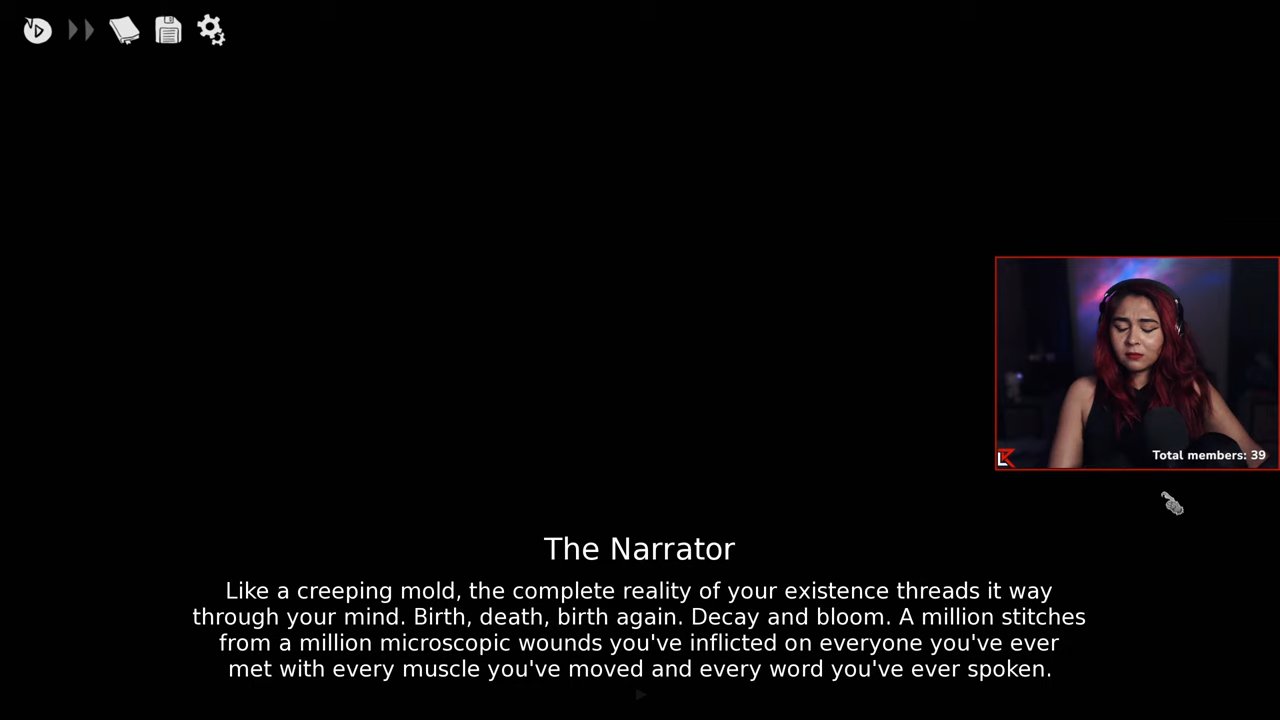 Total members: 39
The Narrator
Like a creeping mold, the complete reality of your existence threads it way
through your mind. Birth, death, birth again. Decay and bloom. A million stitches
from a million microscopic wounds you've inflicted on everyone you've ever
met with every muscle you've moved and every word you've ever spoken.